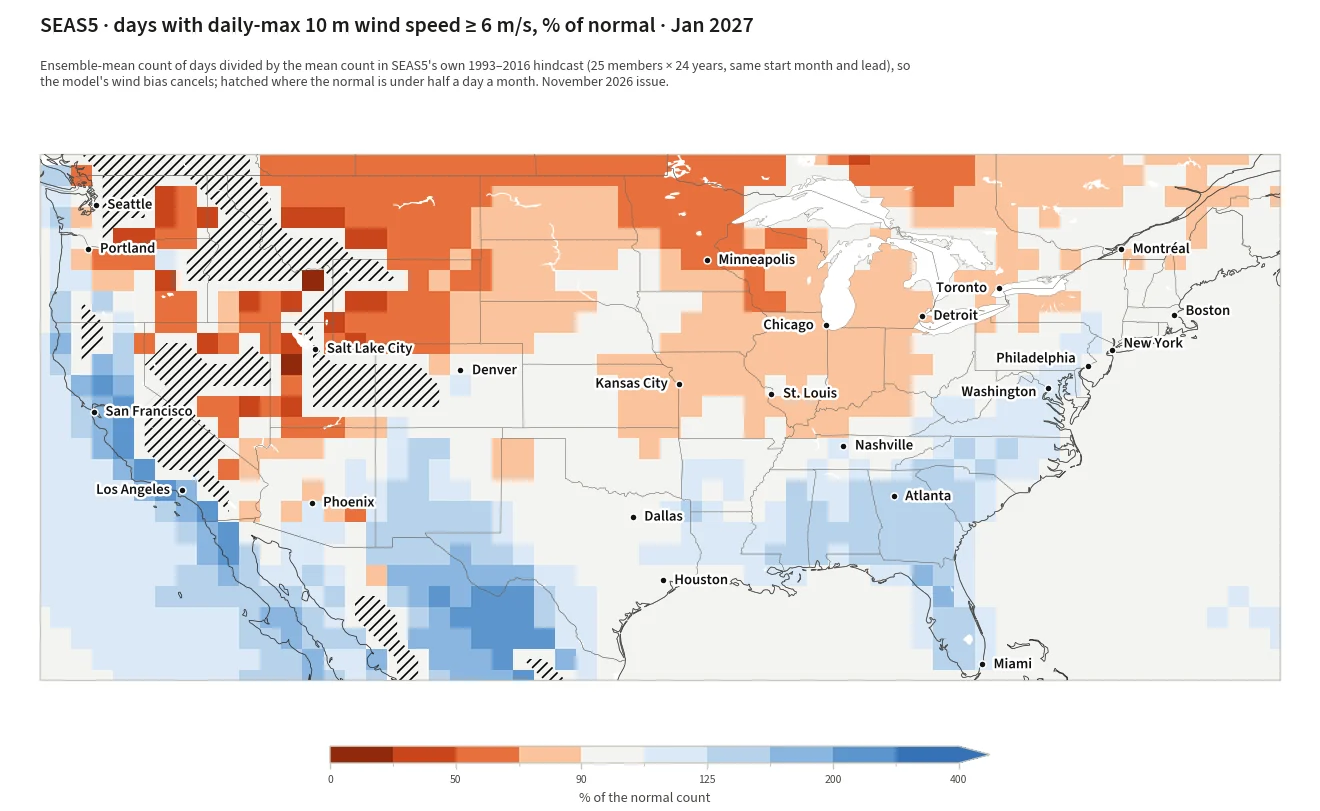 SEAS5 · days with daily-max 10 m wind speed ≥ 6 m/s, % of normal · Jan 2027
Ensemble-mean count of days divided by the mean count in SEAS5's own 1993–2016 hindcast (25 members × 24 years, same start month and lead), so
the model's wind bias cancels; hatched where the normal is under half a day a month. November 2026 issue.
Seattle
Portland
Montréal
Minneapolis
Toronto
Boston
Detroit
Chicago
New York
Salt Lake City
Philadelphia
Denver
Kansas City
Washington
St. Louis
San Francisco
Nashville
Los Angeles
Atlanta
Phoenix
Dallas
Houston
Miami
0 50 90 125 200 400
% of the normal count